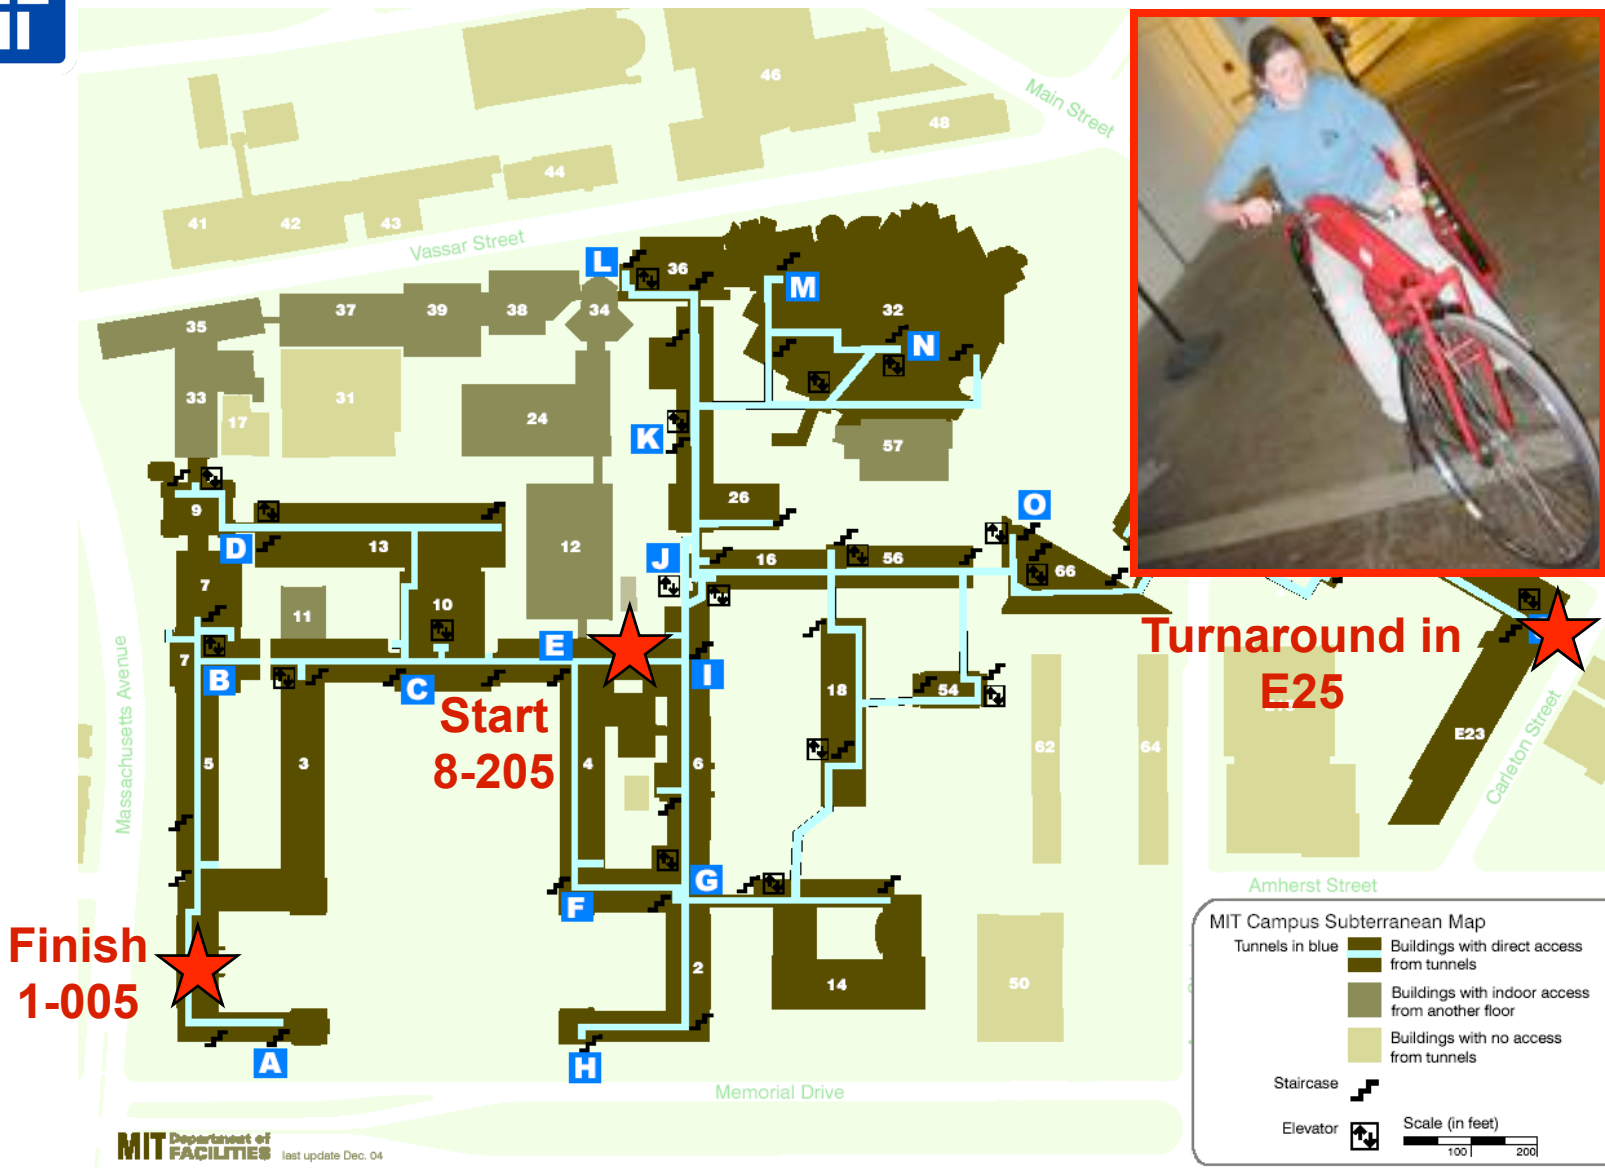 46
48
Main Street
44
41
42
43
Vassar Street
L
36
M
32
N
35
37
39
38
34
33
17
31
24
K
57
26
O
9
D
13
12
J
16
56
66
7
11
10
E
7
B
C
I
Start
8-205
Turnaround in
E25
18
54
62
64
E23
Carleton Street
Massachusetts Avenue
5
3
4
6
G
F
Amherst Street
Finish
1-005
2
14
50
A
H
Memorial Drive
MIT Campus Subterranean Map
Tunnels in blue
Buildings with direct access
from tunnels
Buildings with indoor access
from another floor
Buildings with no access
from tunnels
Staircase
Elevator
Scale (in feet)
100
200
MIT Department of
FACILITIES last update Dec. 04